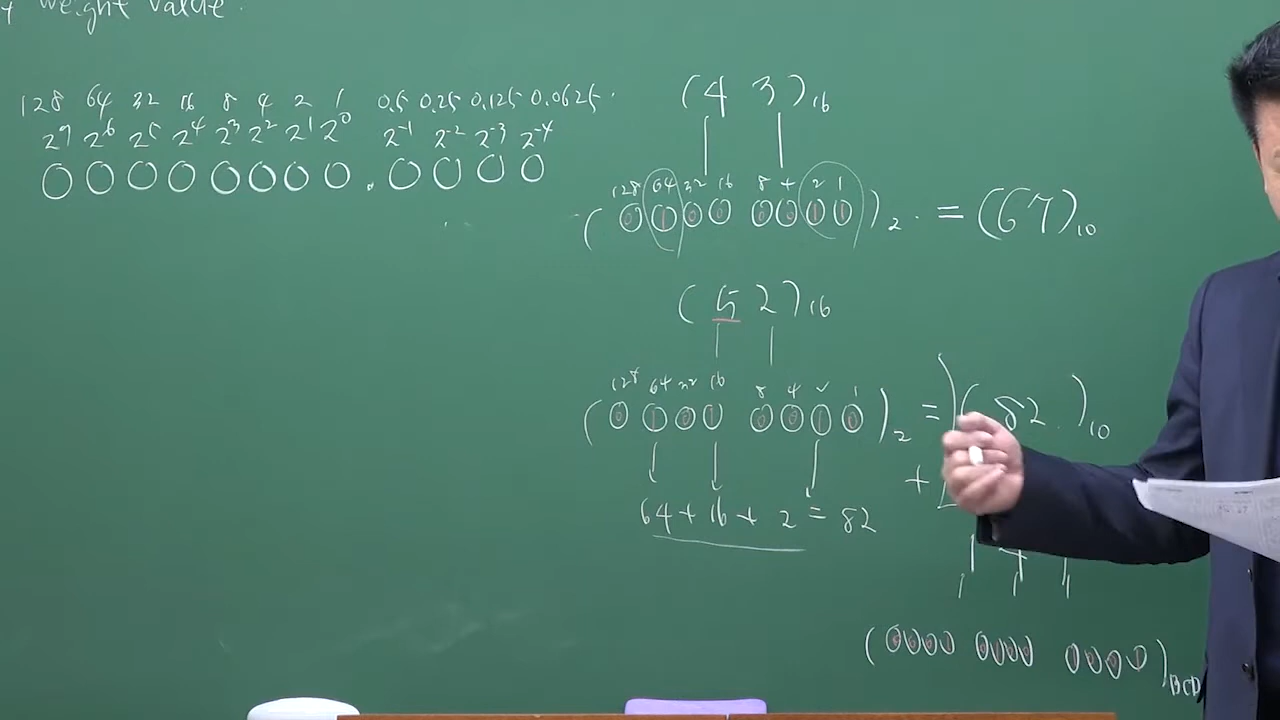 weight value.
128 64 32 16 8 4 2 1 0.5 0.25 0.125 0.0625
2⁷ 2⁶ 2⁵ 2⁴ 2³ 2² 2¹ 2⁰ 2⁻¹ 2⁻² 2⁻³ 2⁻⁴
0 0 0 0 0 0 0 0 . 0 0 0 0
(4 3)₁₆
128 64 32 16 8 4 2 1
(0 1 0 0 0 0 1 1)₂ = (67)₁₀
(5 2)₁₆
128 64 32 16 8 4 2 1
(0 1 0 1 0 0 1 0)₂ = (82)₁₀
+
64 + 16 + 2 = 82
BCD